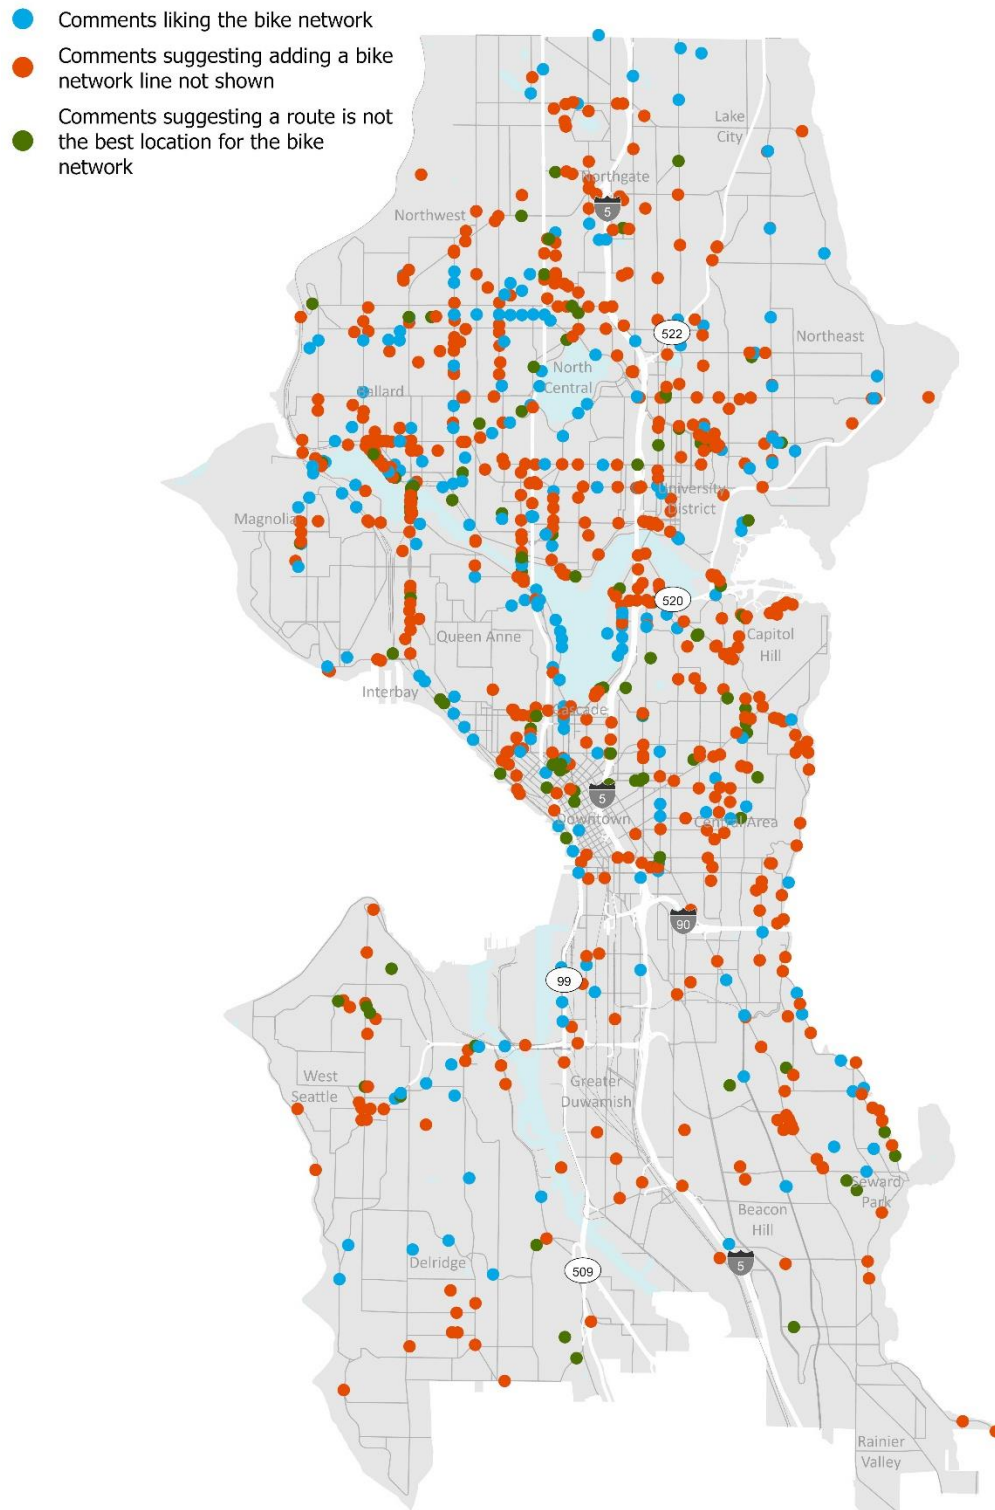 Comments liking the bike network
Comments suggesting adding a bike
network line not shown
Comments suggesting a route is not
the best location for the bike
network
Lake
City
Northgate
5
Northwest
522
Northeast
North
Central
Ballard
University
District
Magnolia
520
Queen Anne
Capitol
Hill
Interbay
Cascade
5
Downtown
Central Area
90
99
West
Seattle
Greater
Duwamish
Seward
Park
Beacon
Hill
Delridge
5
509
Rainier
Valley